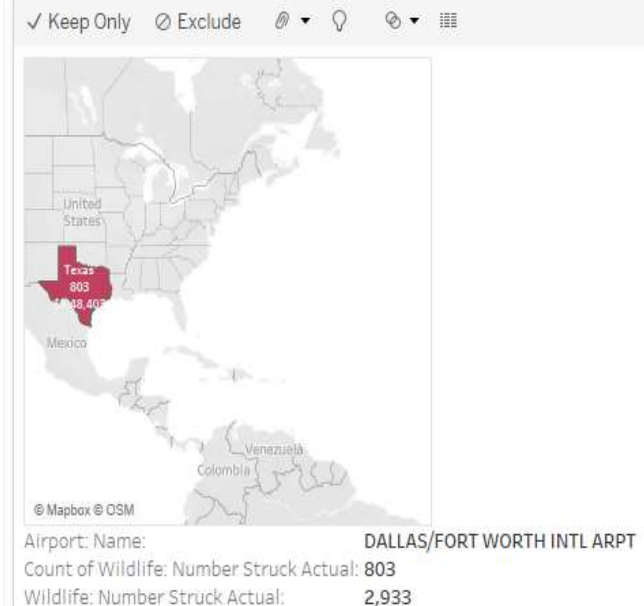 ✓ Keep Only ⊘ Exclude
United
States
Texas
803
Mexico
Venezuela
Colombia
© Mapbox © OSM
Airport: Name: DALLAS/FORT WORTH INTL ARPT
Count of Wildlife: Number Struck Actual: 803
Wildlife: Number Struck Actual: 2,933